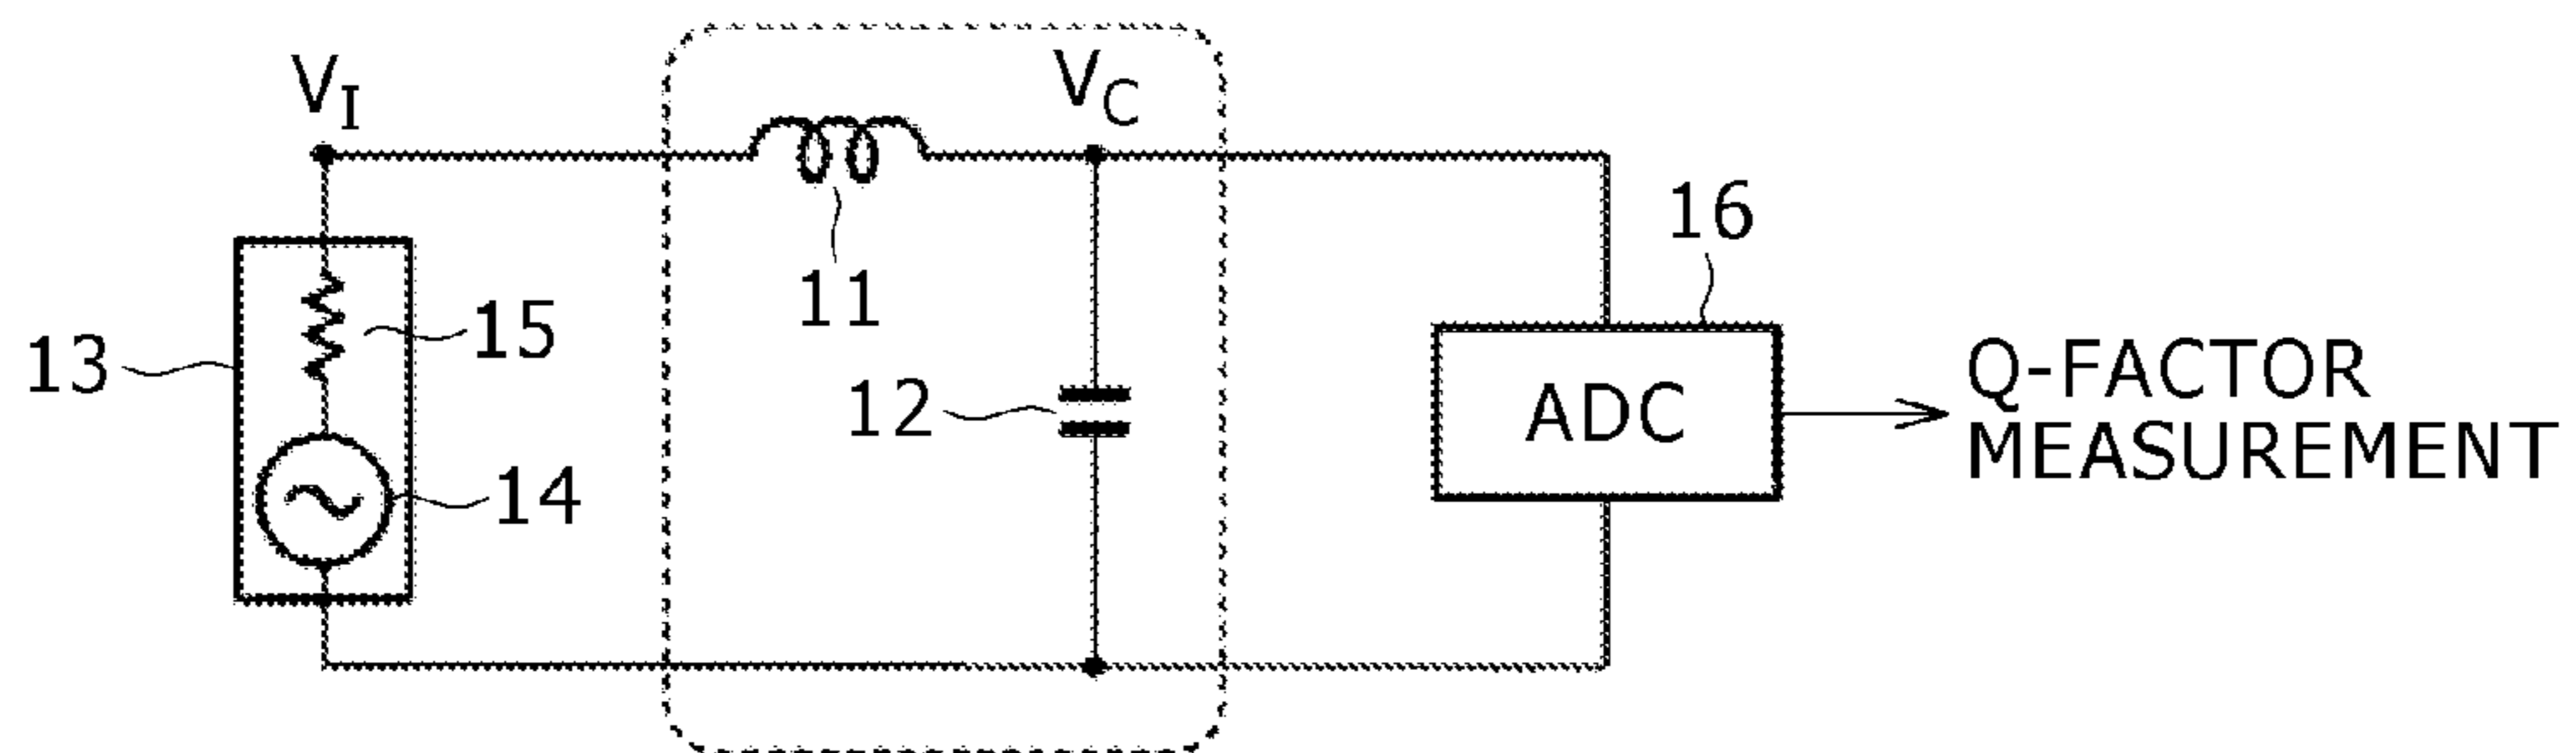 V_I
V_C
16
11
15
13
12
ADC
Q-FACTOR
MEASUREMENT
14